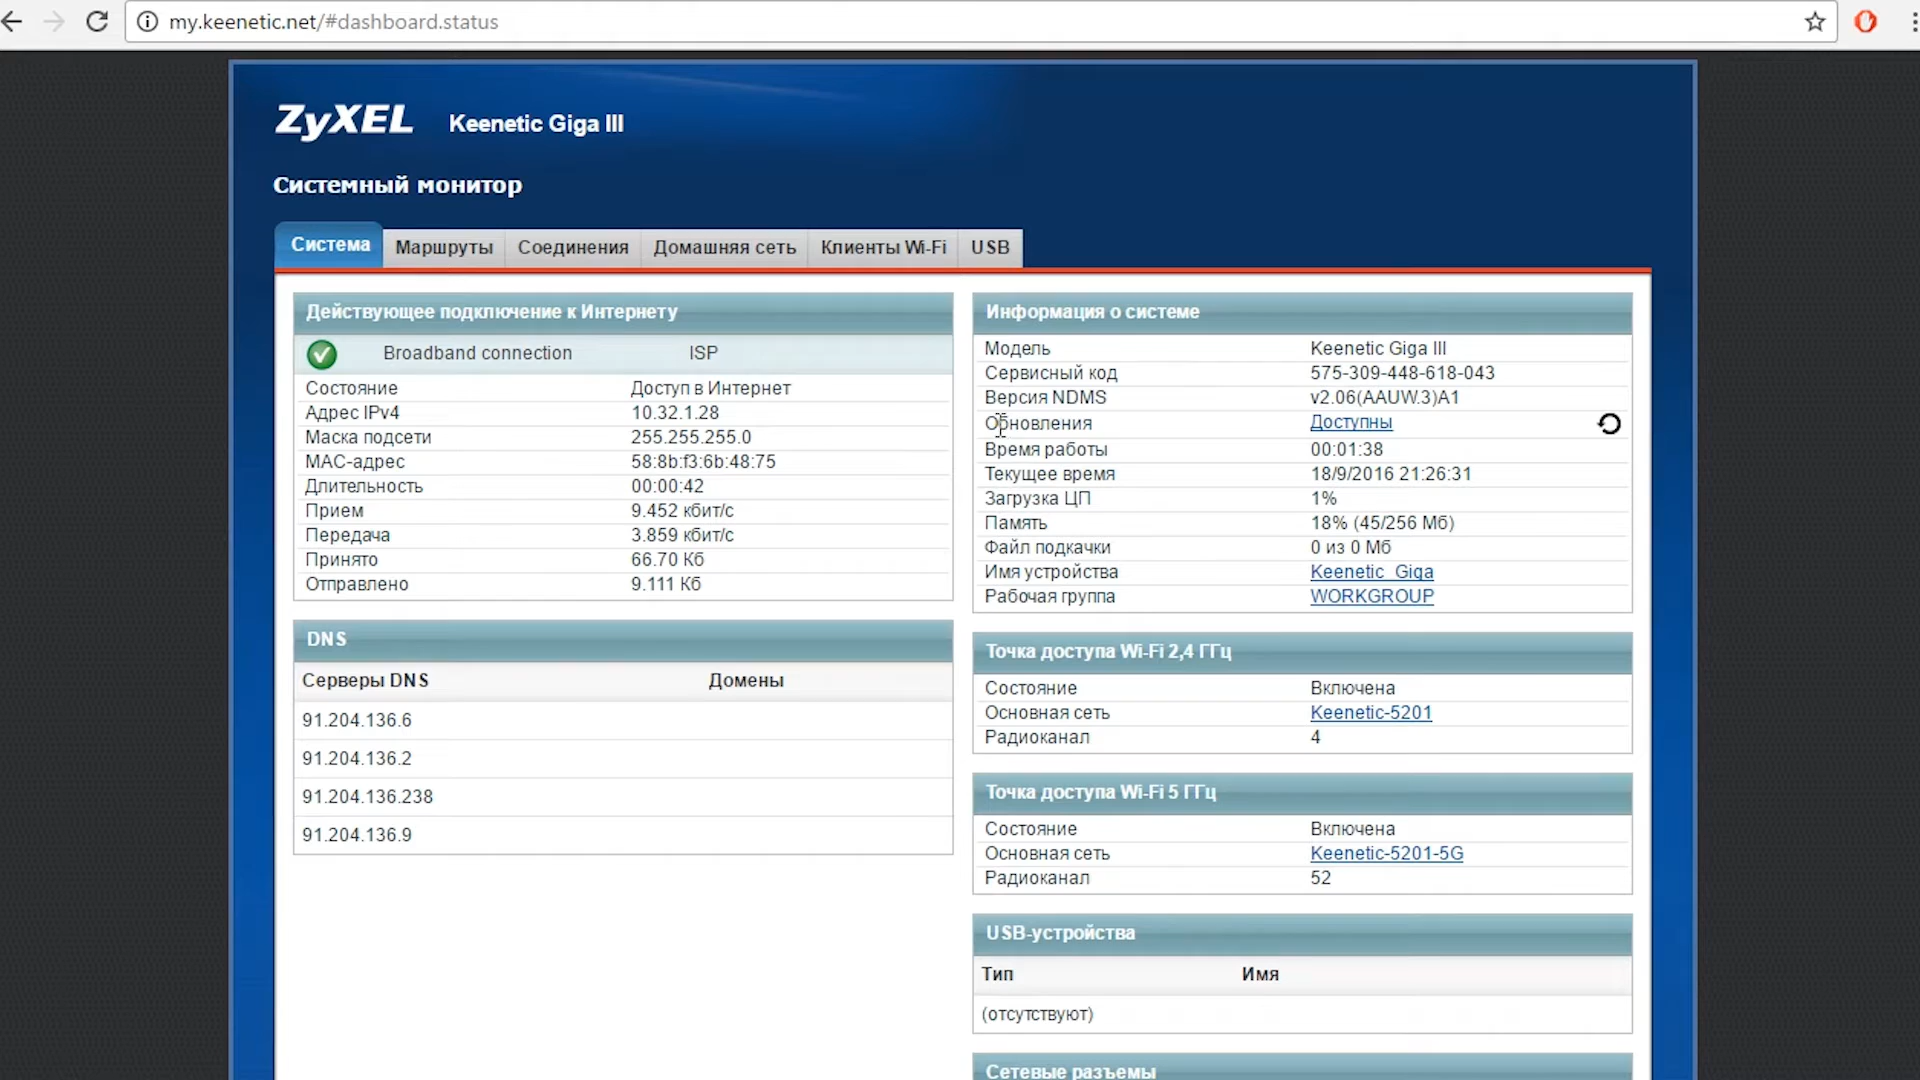 my.keenetic.net/#dashboard.status
ZyXEL Keenetic Giga III
Системный монитор
Система Маршруты Соединения Домашняя сеть Клиенты Wi-Fi USB
Действующее подключение к Интернету
Broadband connection ISP
Состояние Доступ в Интернет
Адрес IPv4 10.32.1.28
Маска подсети 255.255.255.0
MAC-адрес 58:8b:f3:6b:48:75
Длительность 00:00:42
Прием 9.452 кбит/с
Передача 3.859 кбит/с
Принято 66.70 Кб
Отправлено 9.111 Кб
DNS
Серверы DNS Домены
91.204.136.6
91.204.136.2
91.204.136.238
91.204.136.9
Информация о системе
Модель Keenetic Giga III
Сервисный код 575-309-448-618-043
Версия NDMS v2.06(AAUW.3)A1
Обновления Доступны
Время работы 00:01:38
Текущее время 18/9/2016 21:26:31
Загрузка ЦП 1%
Память 18% (45/256 Мб)
Файл подкачки 0 из 0 Мб
Имя устройства Keenetic_Giga
Рабочая группа WORKGROUP
Точка доступа Wi-Fi 2,4 ГГц
Состояние Включена
Основная сеть Keenetic-5201
Радиоканал 4
Точка доступа Wi-Fi 5 ГГц
Состояние Включена
Основная сеть Keenetic-5201-5G
Радиоканал 52
USB-устройства
Тип Имя
(отсутствуют)
Сетевые разъемы